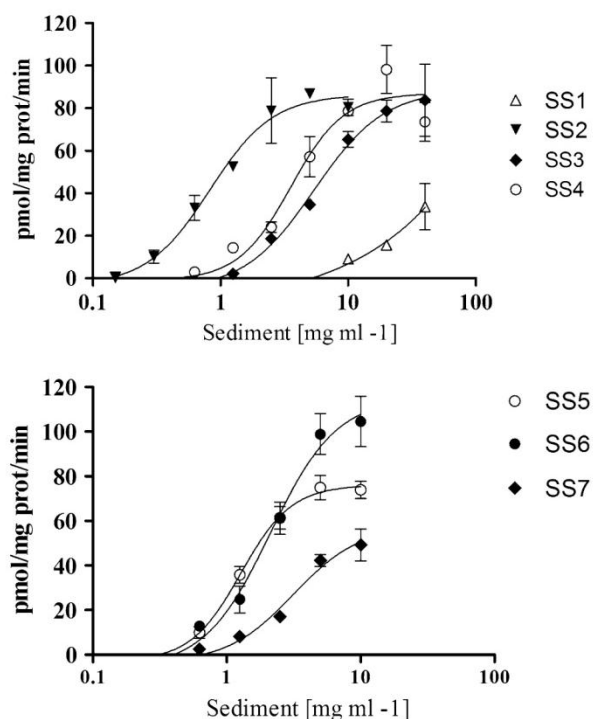 pmol/mg prot/min
120
100
80
60
40
20
0
0.1
1
10
100
Sediment [mg ml -1]
SS1
SS2
SS3
SS4
pmol/mg prot/min
120
100
80
60
40
20
0
0.1
1
10
100
Sediment [mg ml -1]
SS5
SS6
SS7